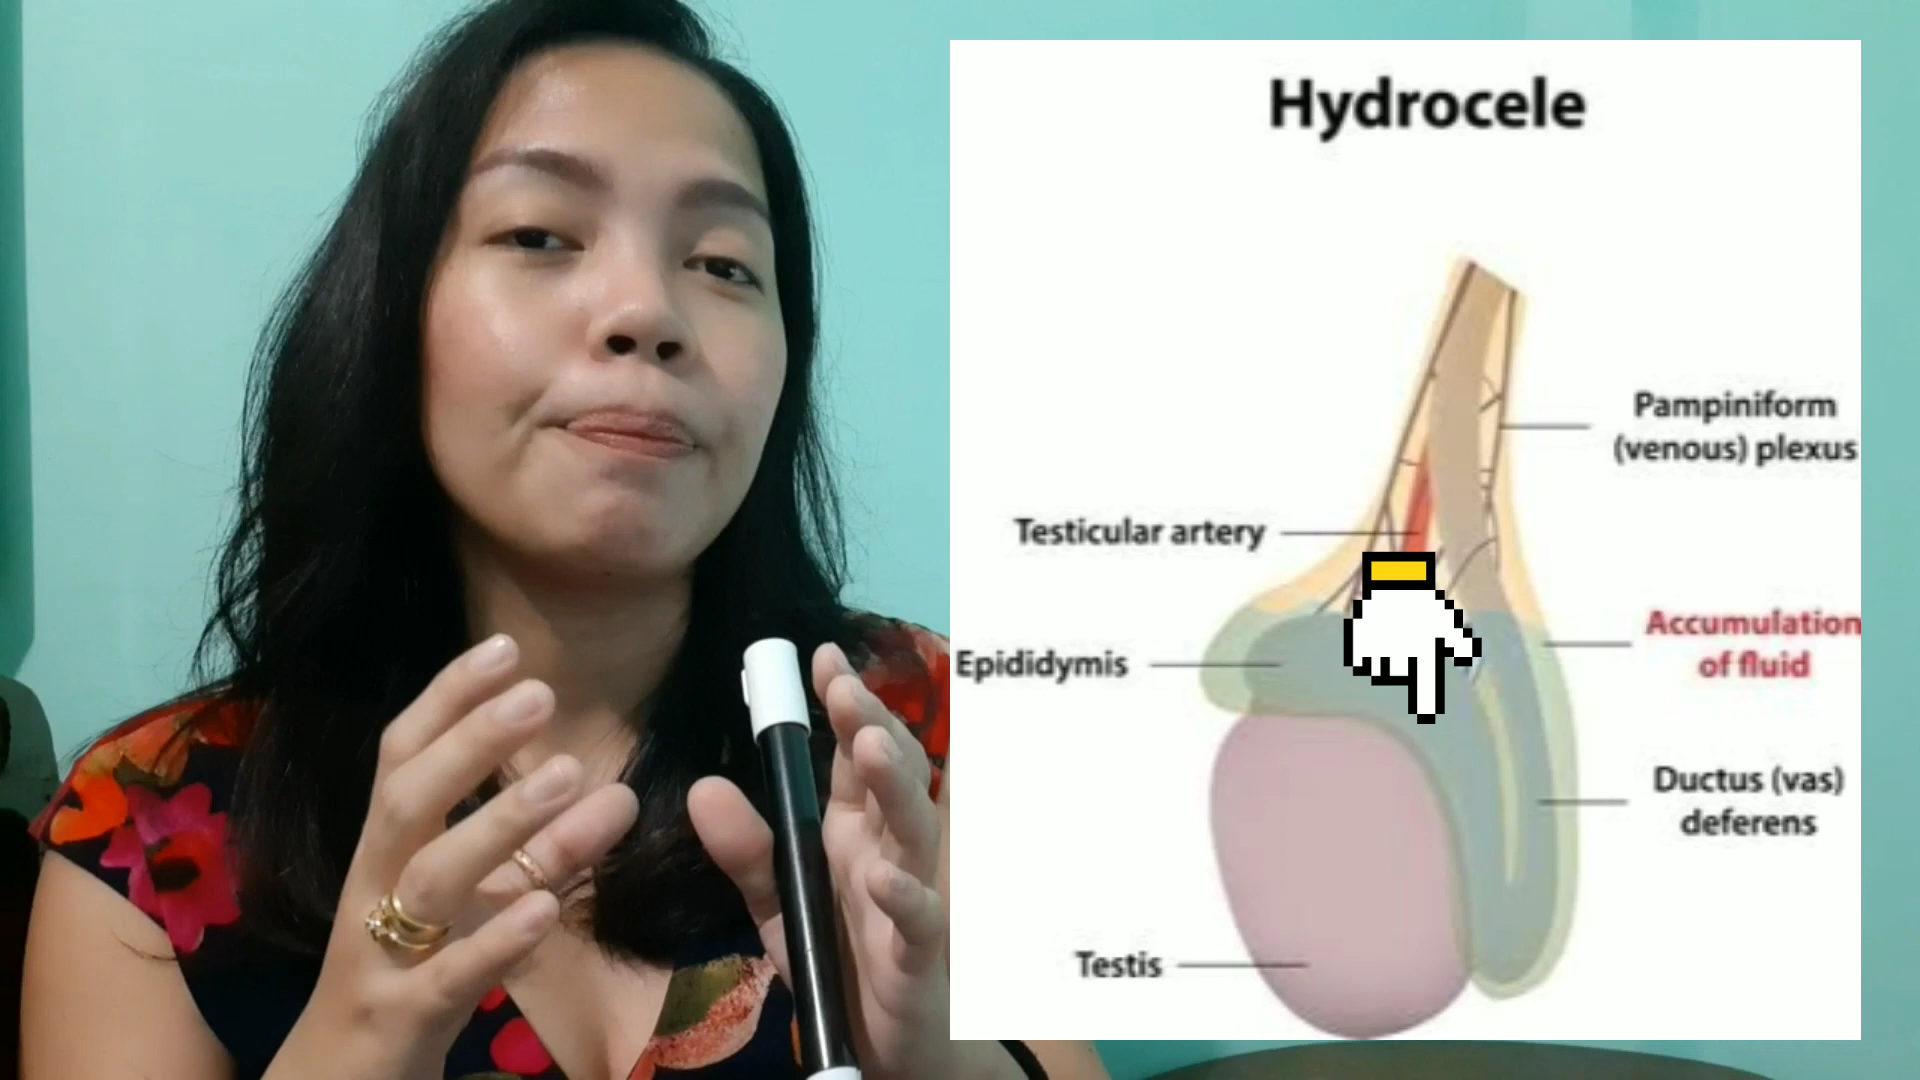 Hydrocele
Pampiniform
(venous) plexus
Testicular artery
Accumulation
of fluid
Epididymis
Ductus (vas)
deferens
Testis